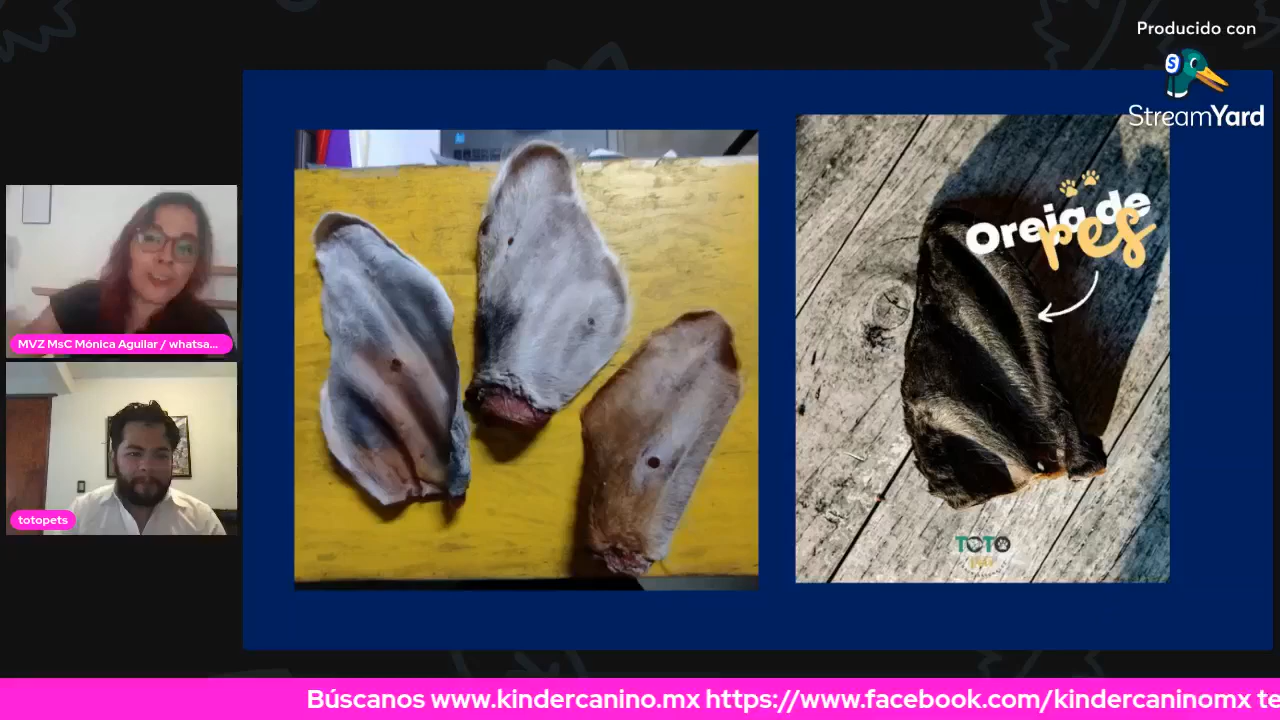 Producido con
StreamYard
Oreja de
res
MVZ MsC Mónica Aguilar / whatsa...
totopets
TOTO
Búscanos www.kindercanino.mx https://www.facebook.com/kindercaninomx te